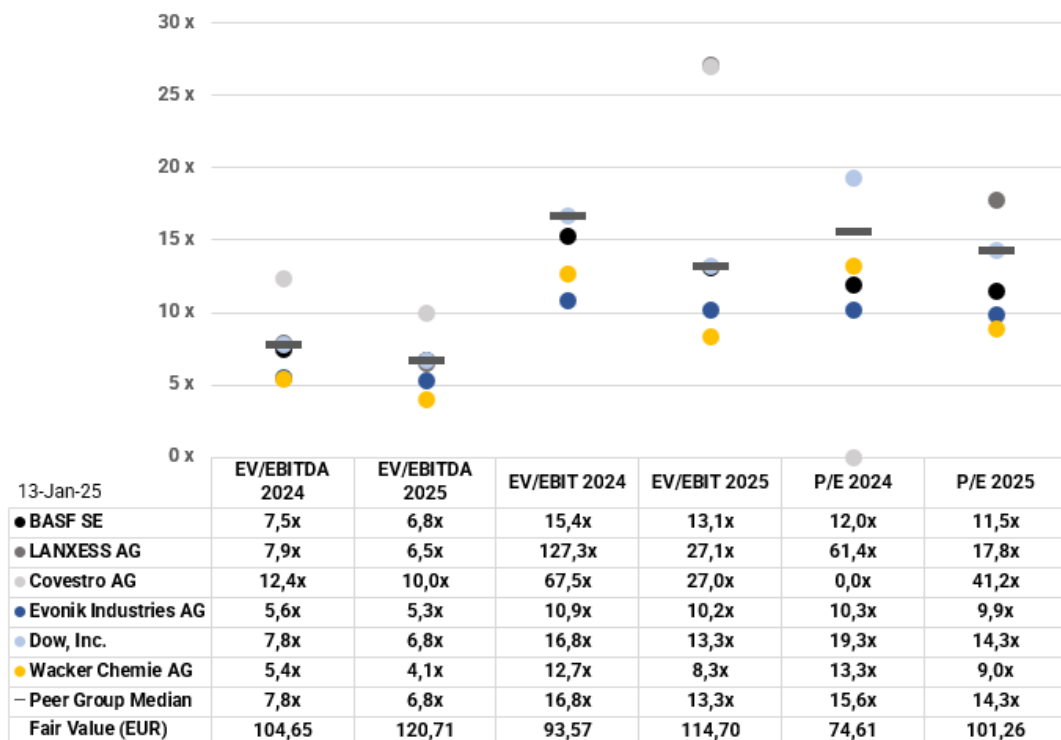 30 x
25 x
20 x
15 x
10 x
5 x
0 x
13-Jan-25 EV/EBITDA 2024 EV/EBITDA 2025 EV/EBIT 2024 EV/EBIT 2025 P/E 2024 P/E 2025
BASF SE 7,5x 6,8x 15,4x 13,1x 12,0x 11,5x
LANXESS AG 7,9x 6,5x 127,3x 27,1x 61,4x 17,8x
Covestro AG 12,4x 10,0x 67,5x 27,0x 0,0x 41,2x
Evonik Industries AG 5,6x 5,3x 10,9x 10,2x 10,3x 9,9x
Dow, Inc. 7,8x 6,8x 16,8x 13,3x 19,3x 14,3x
Wacker Chemie AG 5,4x 4,1x 12,7x 8,3x 13,3x 9,0x
Peer Group Median 7,8x 6,8x 16,8x 13,3x 15,6x 14,3x
Fair Value (EUR) 104,65 120,71 93,57 114,70 74,61 101,26